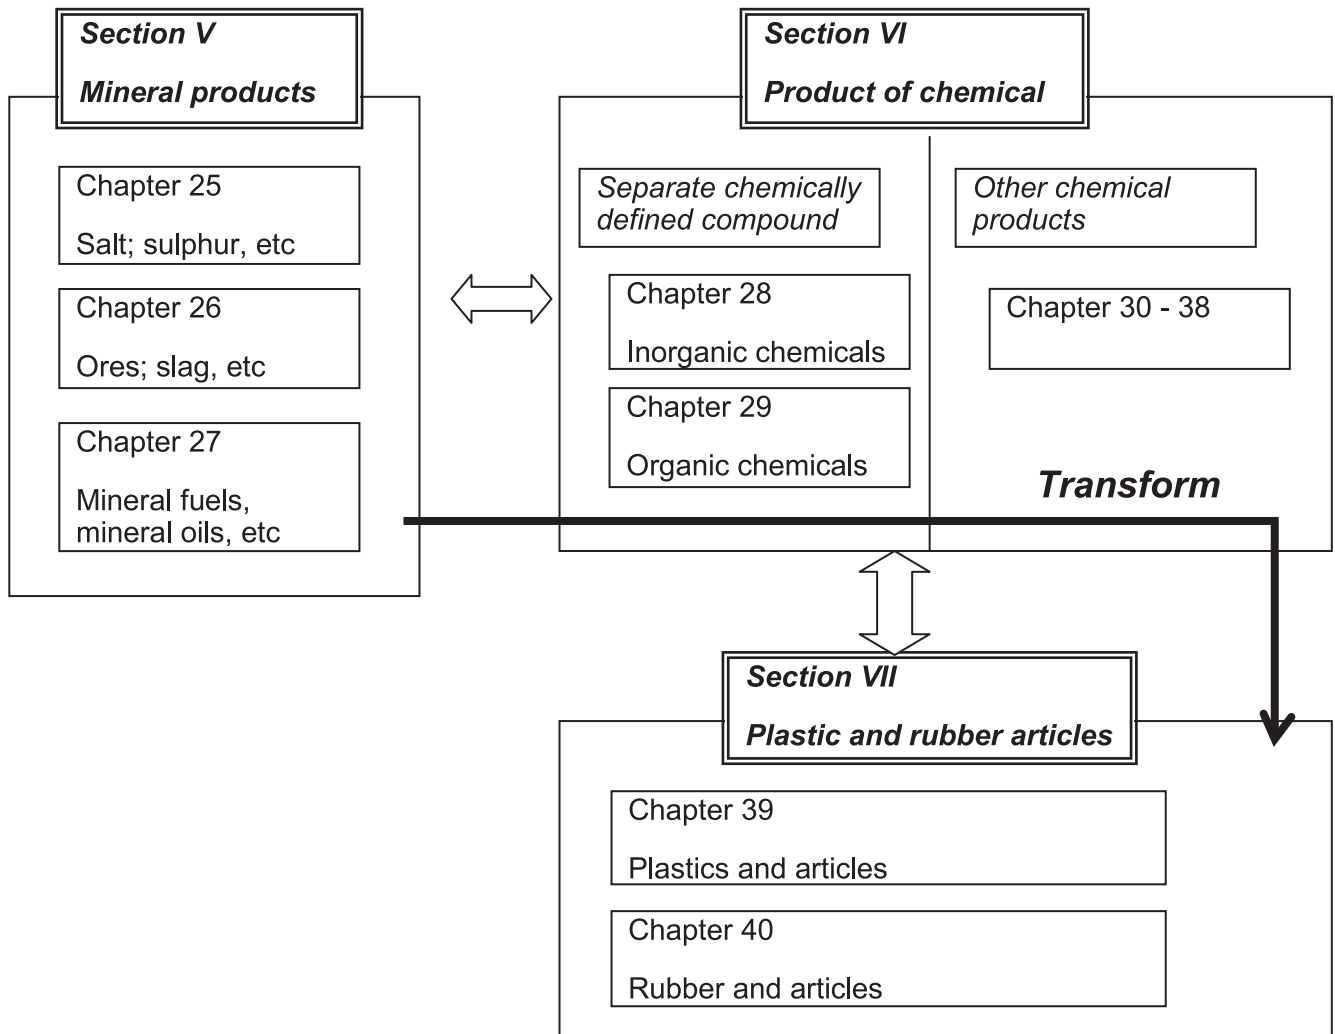 Section V
Mineral products
Chapter 25
Salt; sulphur, etc
Chapter 26
Ores; slag, etc
Chapter 27
Mineral fuels,
mineral oils, etc
Section VI
Product of chemical
Separate chemically
defined compound
Chapter 28
Inorganic chemicals
Chapter 29
Organic chemicals
Other chemical
products
Chapter 30 - 38
Transform
Section VII
Plastic and rubber articles
Chapter 39
Plastics and articles
Chapter 40
Rubber and articles